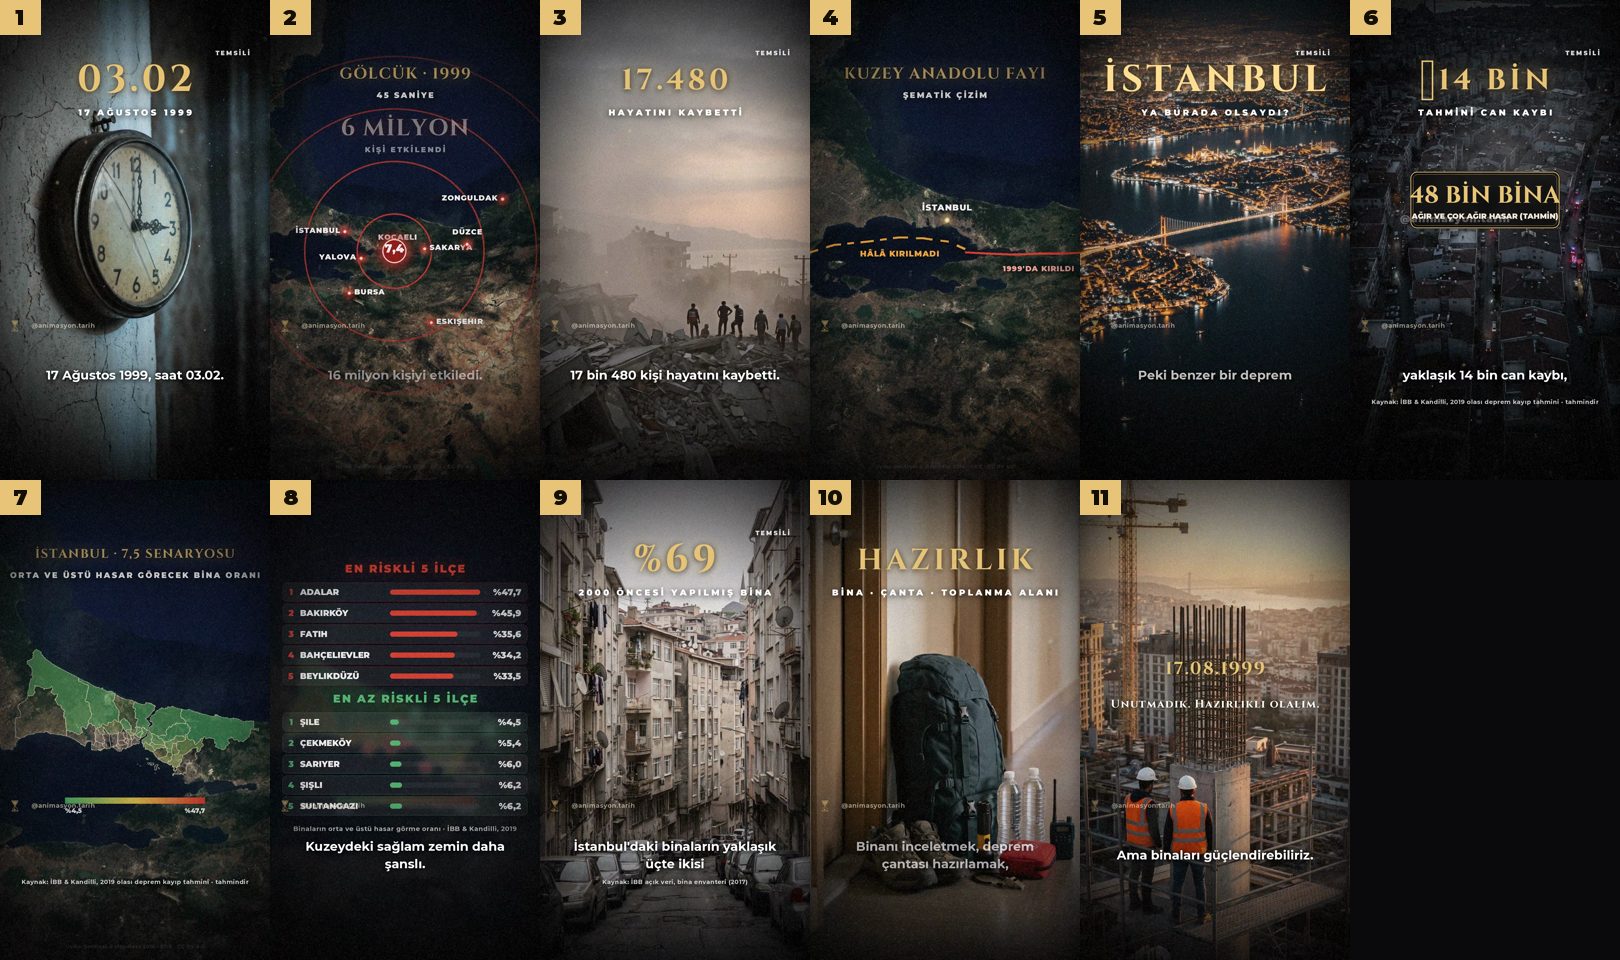 1
TEMSİLİ
03.02
17 AĞUSTOS 1999
@animasyon.tarih
17 Ağustos 1999, saat 03.02.
2
GÖLCÜK · 1999
45 SANİYE
6 MİLYON
KİŞİ ETKİLENDİ
ZONGULDAK
İSTANBUL
KOCAELİ
DÜZCE
7,4
SAKARYA
YALOVA
BURSA
ESKİŞEHİR
@animasyon.tarih
16 milyon kişiyi etkiledi.
3
TEMSİLİ
17.480
HAYATINI KAYBETTİ
@animasyon.tarih
17 bin 480 kişi hayatını kaybetti.
4
KUZEY ANADOLU FAYI
ŞEMATİK ÇİZİM
İSTANBUL
HÂLÂ KIRILMADI
1999'DA KIRILDI
@animasyon.tarih
5
TEMSİLİ
İSTANBUL
YA BURADA OLSAYDI?
@animasyon.tarih
Peki benzer bir deprem
6
TEMSİLİ
14 BİN
TAHMİNİ CAN KAYBI
48 BİN BİNA
AĞIR VE ÇOK AĞIR HASAR (TAHMİN)
@animasyon.tarih
yaklaşık 14 bin can kaybı,
Kaynak: İBB & Kandilli, 2019 olası deprem kayıp tahmini - tahmindir
7
İSTANBUL · 7,5 SENARYOSU
ORTA VE ÜSTÜ HASAR GÖRECEK BİNA ORANI
@animasyon.tarih
%4,5
%47,7
Kaynak: İBB & Kandilli, 2019 olası deprem kayıp tahmini - tahmindir
8
EN RİSKLİ 5 İLÇE
1 ADALAR %47,7
2 BAKIRKÖY %45,9
3 FATIH %35,6
4 BAHÇELIEVLER %34,2
5 BEYLIKDÜZÜ %33,5
EN AZ RİSKLİ 5 İLÇE
1 ŞILE %4,5
2 ÇEKMEKÖY %5,4
3 SARIYER %6,0
4 ŞIŞLI %6,2
5 SULTANGAZI %6,2
Binaların orta ve üstü hasar görme oranı · İBB & Kandilli, 2019
Kuzeydeki sağlam zemin daha
şanslı.
9
TEMSİLİ
%69
2000 ÖNCESİ YAPILMIŞ BİNA
@animasyon.tarih
İstanbul'daki binaların yaklaşık
üçte ikisi
Kaynak: İBB açık veri, bina envanteri (2017)
10
HAZIRLIK
BİNA · ÇANTA · TOPLANMA ALANI
@animasyon.tarih
Binanı inceletmek, deprem
çantası hazırlamak,
11
17.08.1999
Unutmadık. Hazırlıklı olalım.
@animasyon.tarih
Ama binaları güçlendirebiliriz.